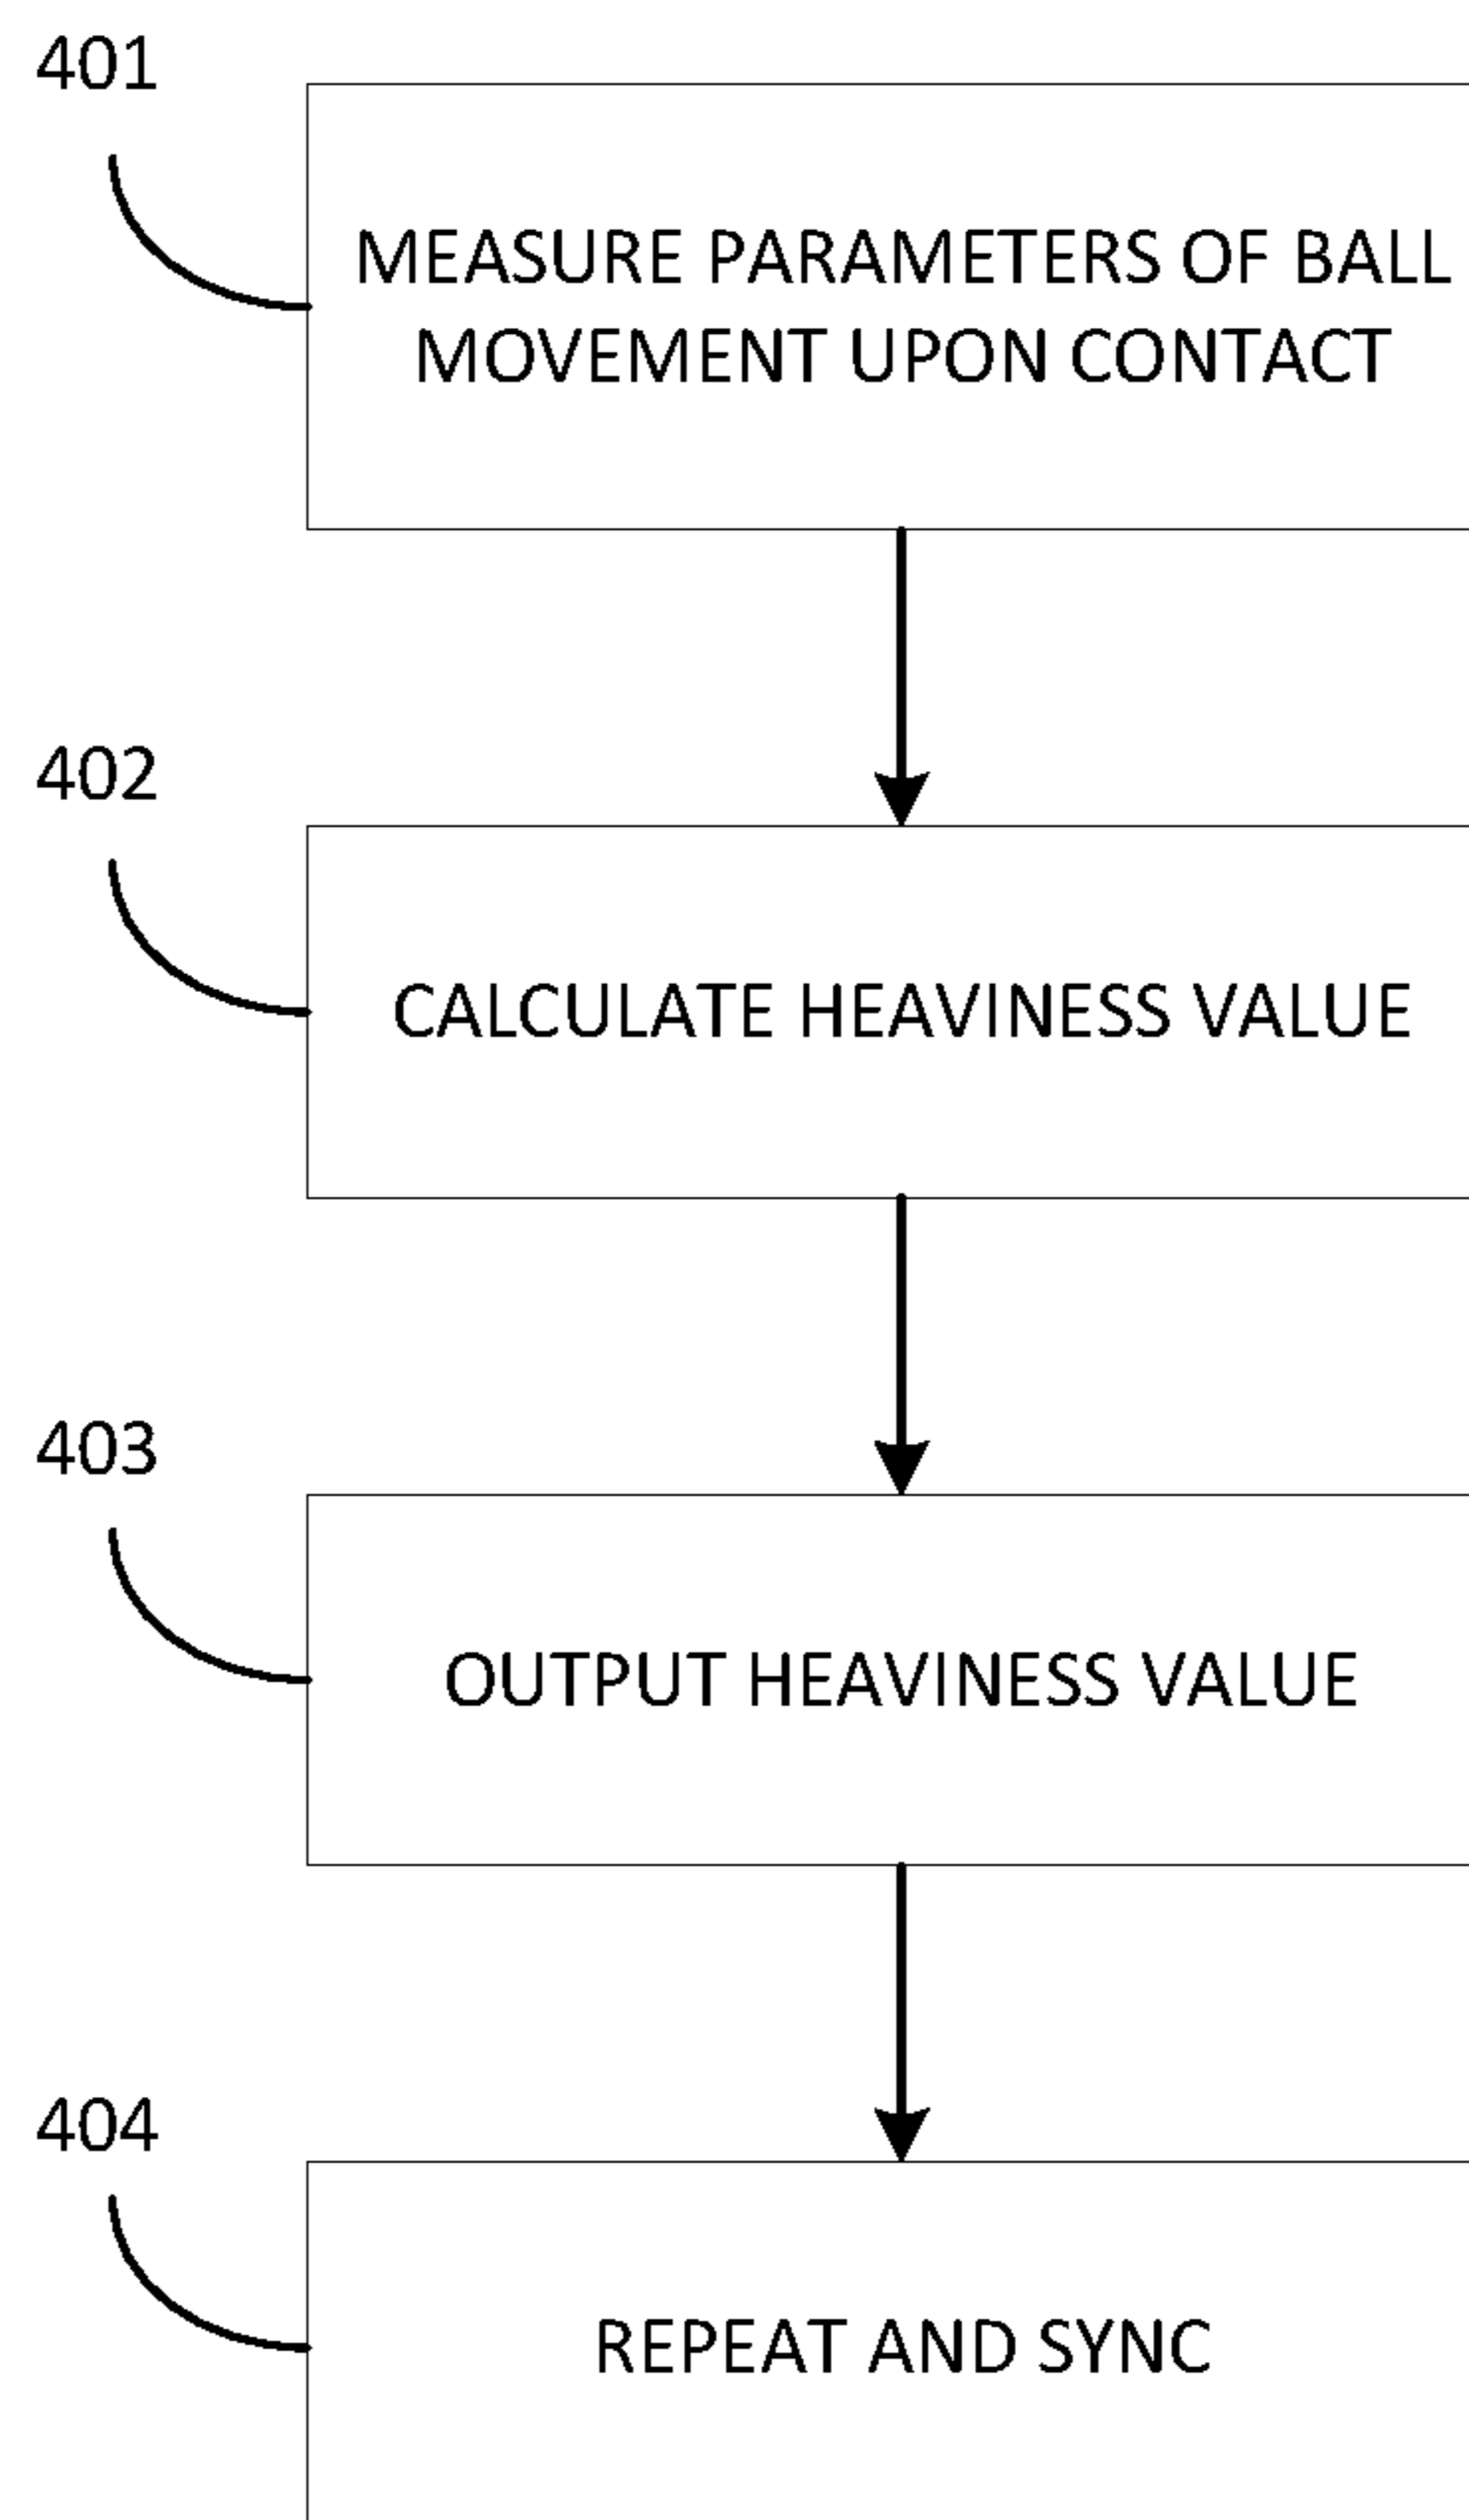 401
MEASURE PARAMETERS OF BALL
MOVEMENT UPON CONTACT
402
CALCULATE HEAVINESS VALUE
403
OUTPUT HEAVINESS VALUE
404
REPEAT AND SYNC